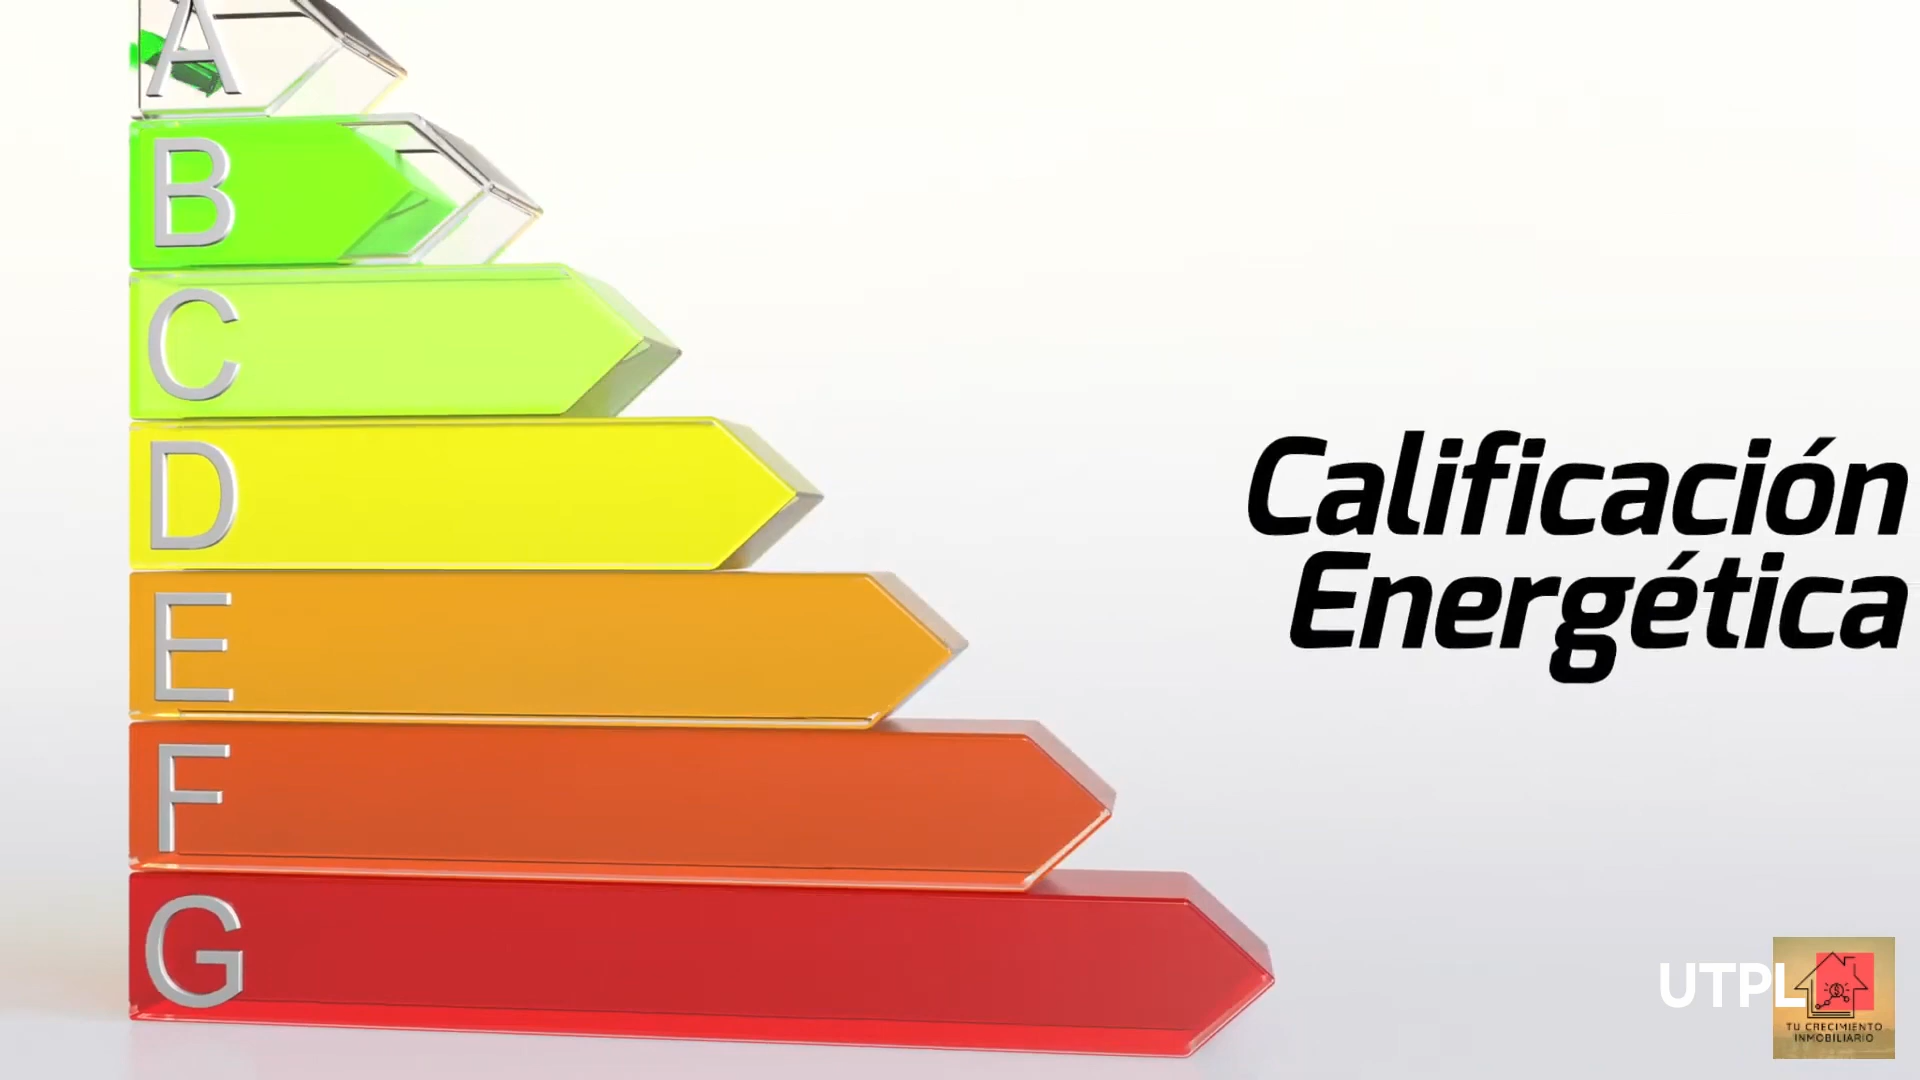 A
B
C
D
E
F
G
Calificación
Energética
UTPL
TU CRECIMIENTO
INMOBILIARIO